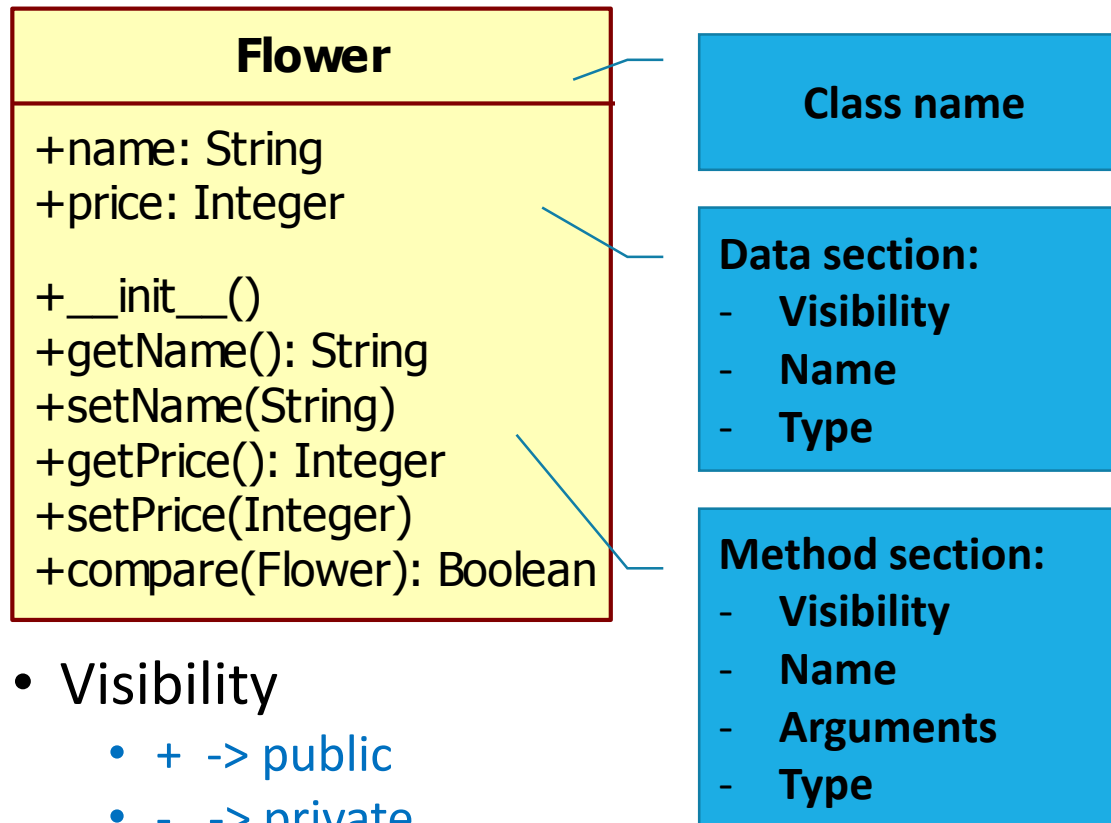 Flower
+name: String
+price: Integer
+__init__()
+getName(): String
+setName(String)
+getPrice(): Integer
+setPrice(Integer)
+compare(Flower): Boolean
Class name
Data section:
- Visibility
- Name
- Type
Method section:
- Visibility
- Name
- Arguments
- Type
• Visibility
• + -> public
• - -> private